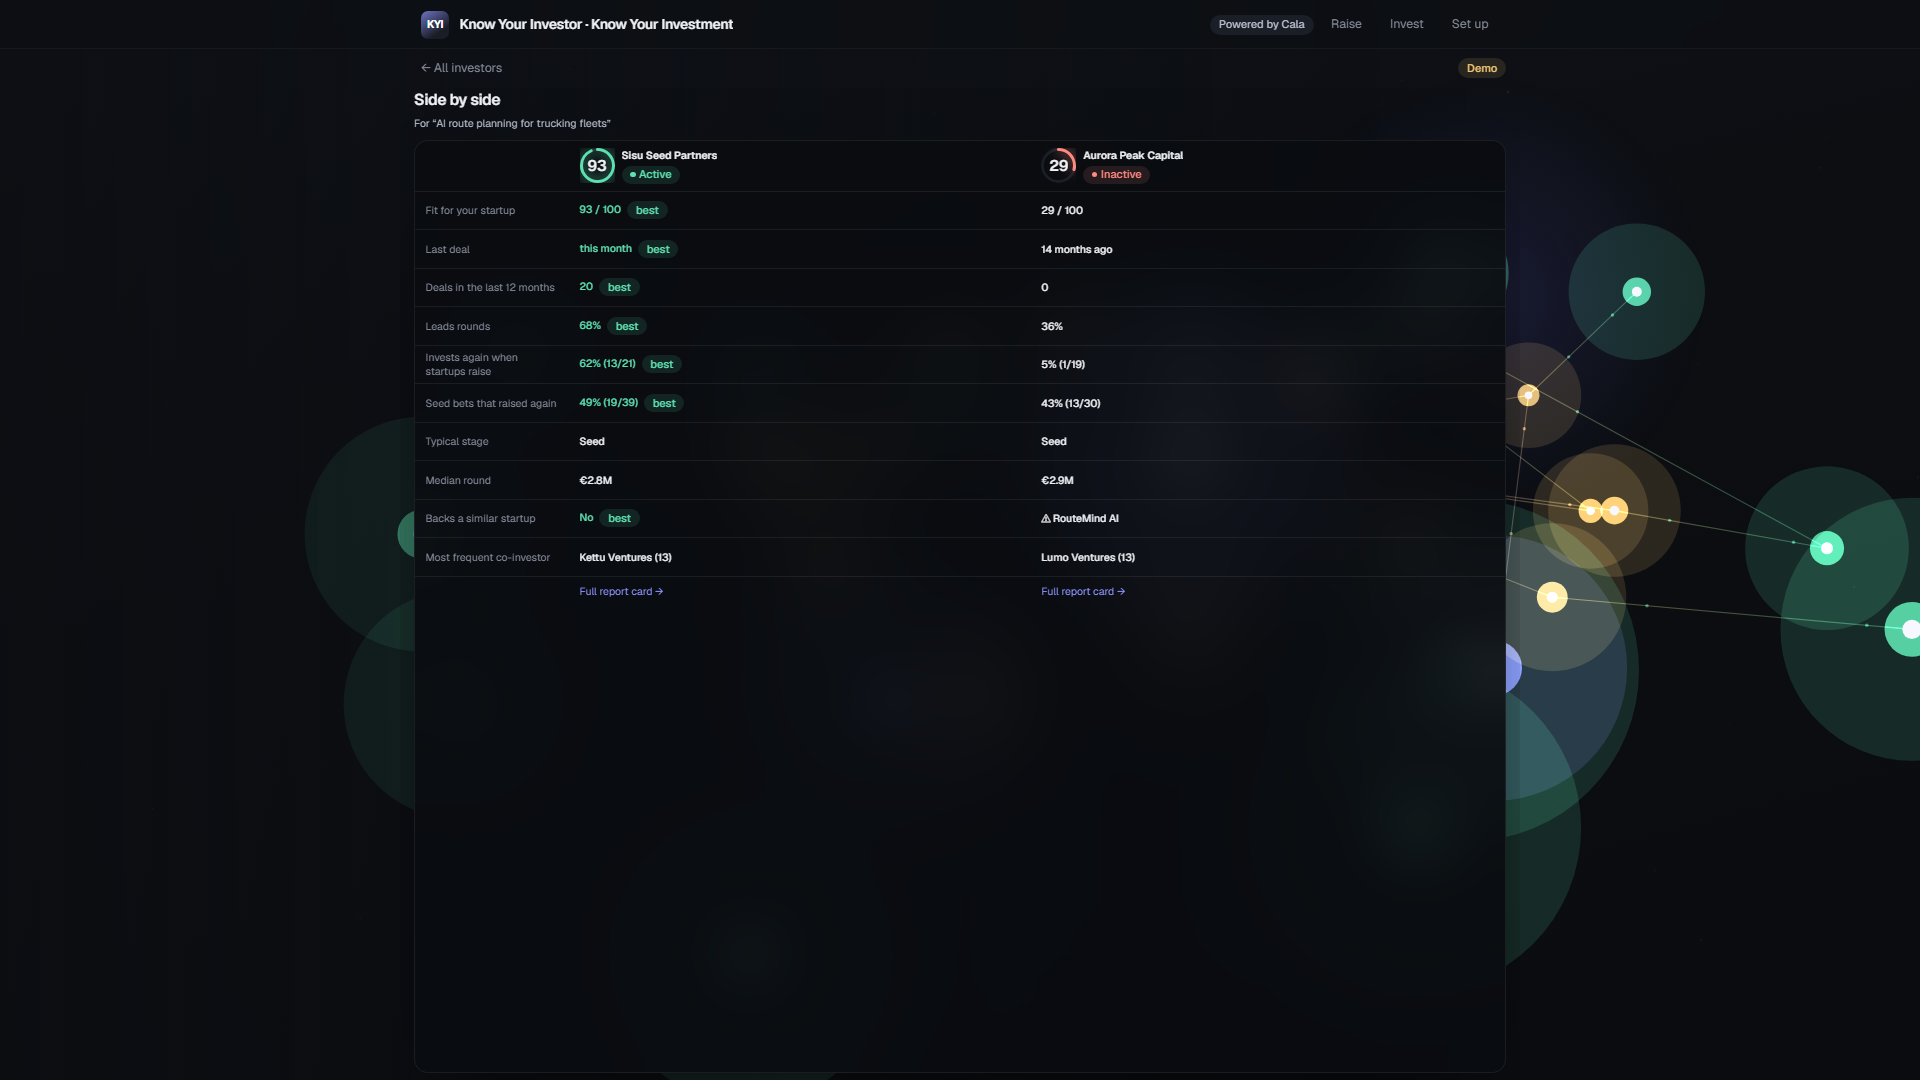 KYI Know Your Investor · Know Your Investment Powered by Cala Raise Invest Set up
← All investors Demo
Side by side
For “AI route planning for trucking fleets”
93 Sisu Seed Partners Active 29 Aurora Peak Capital Inactive
Fit for your startup 93 / 100 best 29 / 100
Last deal this month best 14 months ago
Deals in the last 12 months 20 best 0
Leads rounds 68% best 36%
Invests again when startups raise 62% (13/21) best 5% (1/19)
Seed bets that raised again 49% (19/39) best 43% (13/30)
Typical stage Seed Seed
Median round €2.8M €2.9M
Backs a similar startup No best ⚠ RouteMind AI
Most frequent co-investor Kettu Ventures (13) Lumo Ventures (13)
Full report card → Full report card →